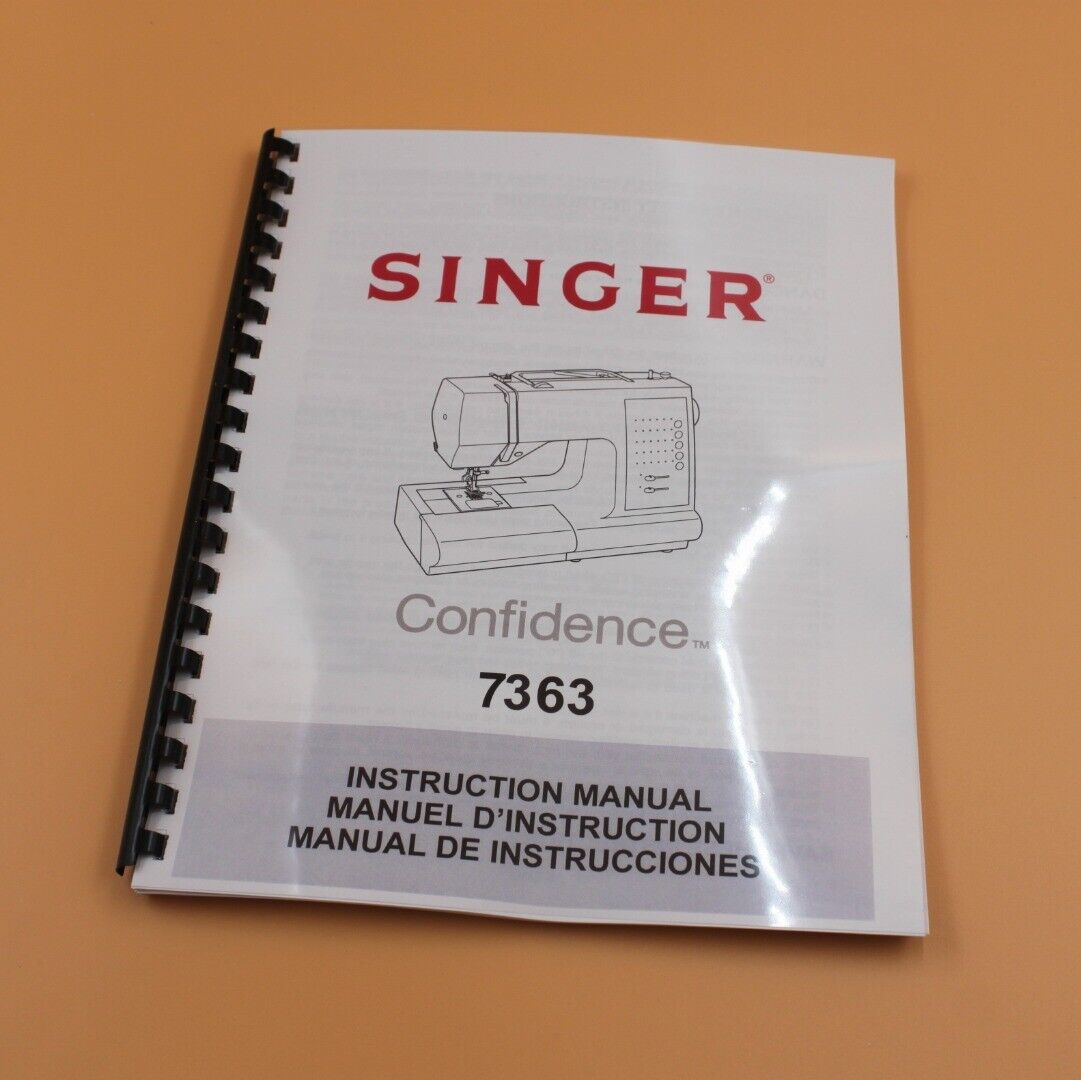 SINGER®
Confidence™
7363
INSTRUCTION MANUAL
MANUEL D'INSTRUCTION
MANUAL DE INSTRUCCIONES